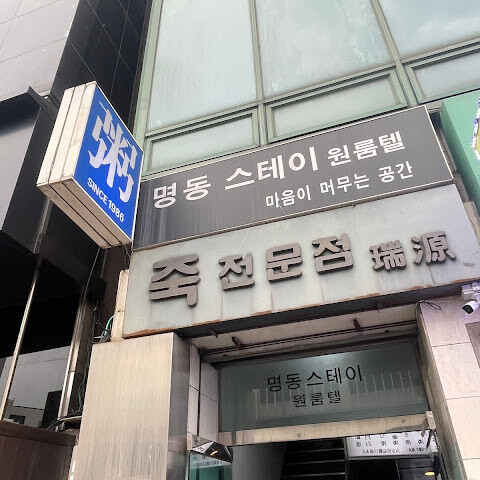 粥
SINCE 1986
명동 스테이 원룸텔
마음이 머무는 공간
죽 전문점 瑞源
명동스테이
원룸텔